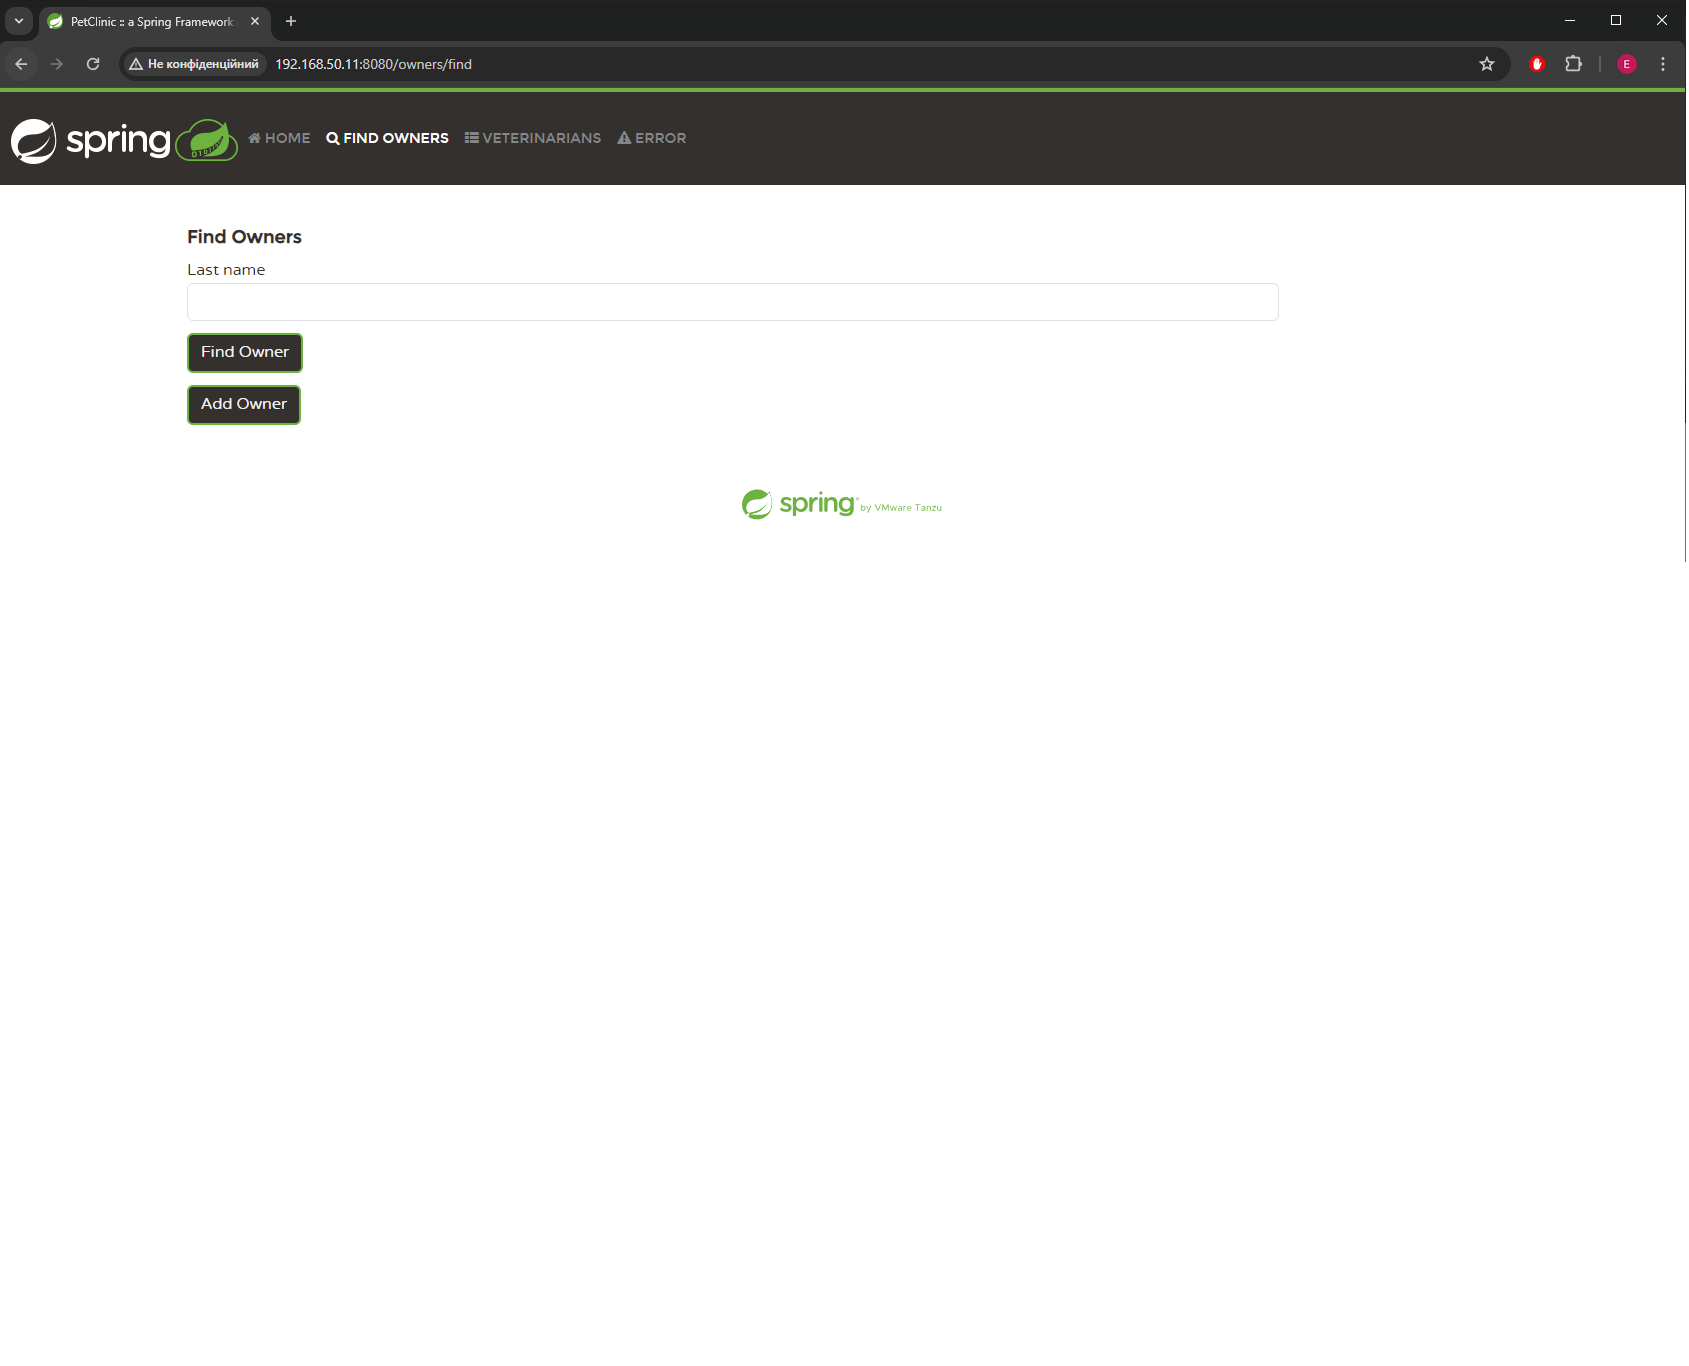 PetClinic :: a Spring Framework
Не конфіденційний
192.168.50.11:8080/owners/find
E
spring
HOME
FIND OWNERS
VETERINARIANS
ERROR
Find Owners
Last name
Find Owner
Add Owner
spring by VMware Tanzu